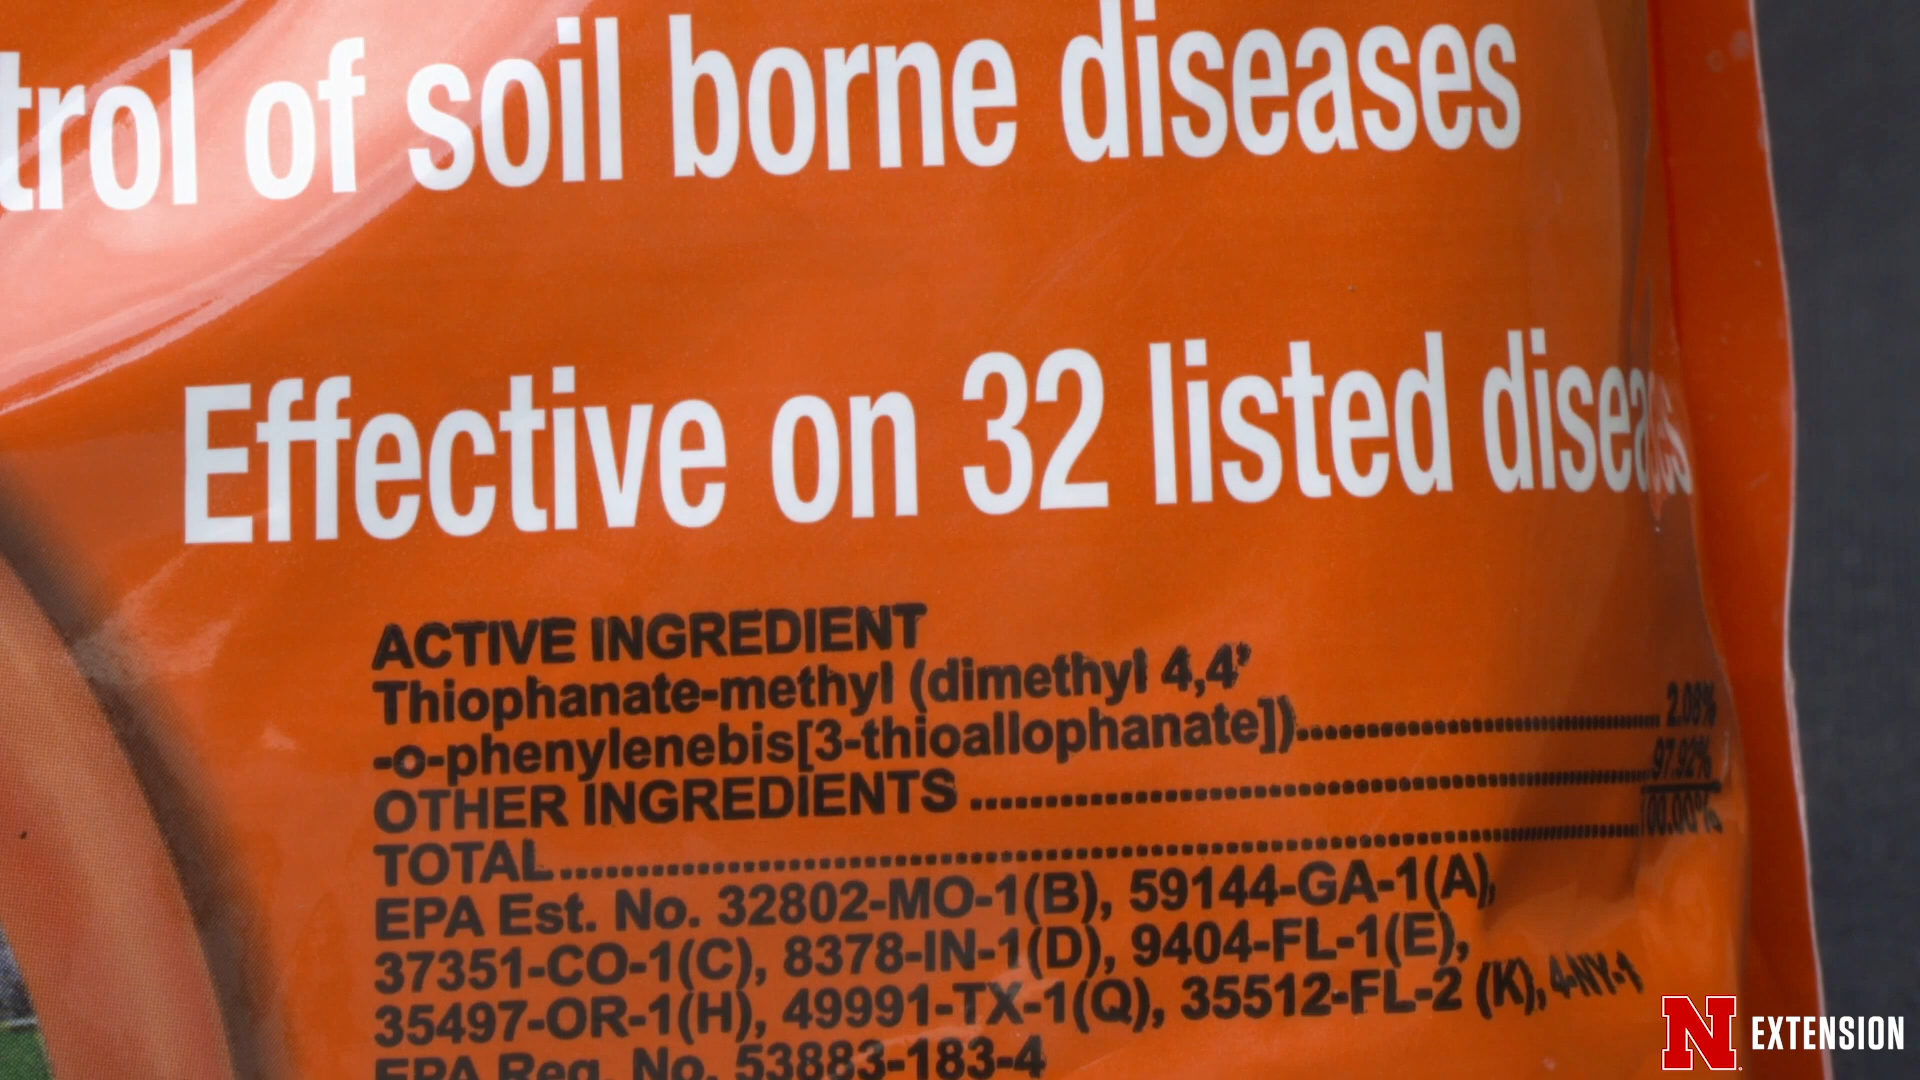 trol of soil borne diseases
Effective on 32 listed diseases
ACTIVE INGREDIENT
Thiophanate-methyl (dimethyl 4,4'
-o-phenylenebis[3-thioallophanate]).......................... 2.08%
OTHER INGREDIENTS .......................... 97.92%
TOTAL.......................... 100.00%
EPA Est. No. 32802-MO-1(B), 59144-GA-1(A),
37351-CO-1(C), 8378-IN-1(D), 9404-FL-1(E),
35497-OR-1(H), 49991-TX-1(Q), 35512-FL-2 (K), 4-NY-1
EPA Reg. No. 53883-183-4
N EXTENSION